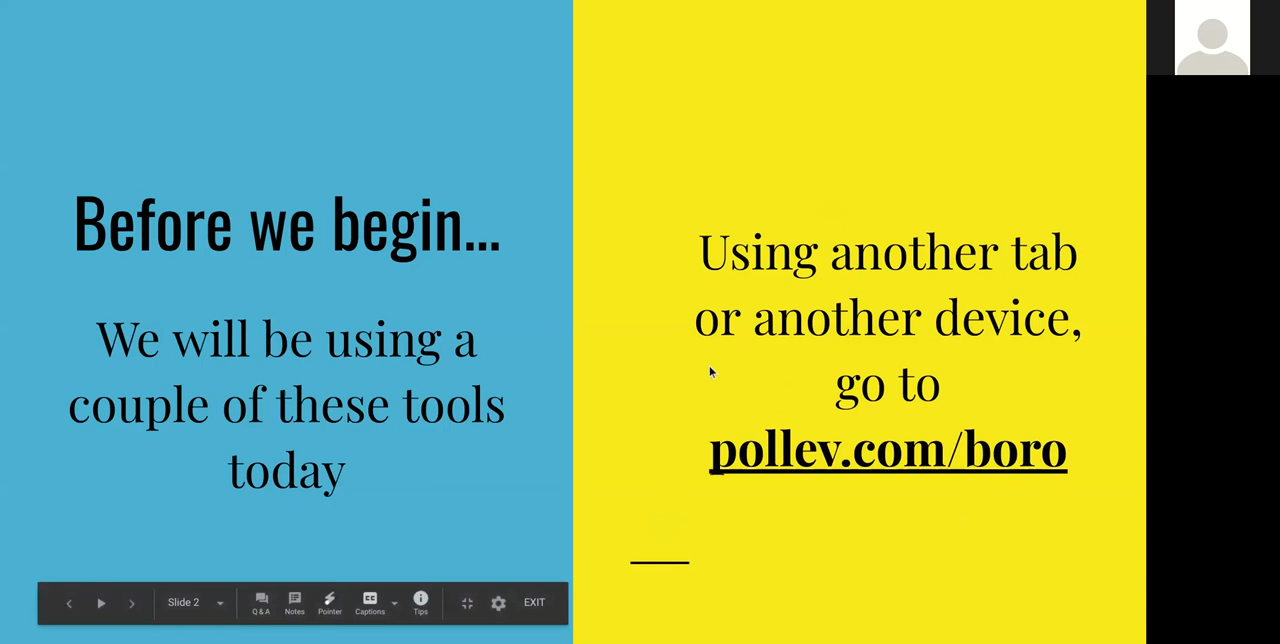 Before we begin...
We will be using a
couple of these tools
today
Using another tab
or another device,
go to
pollev.com/boro
Slide 2
Q & A
Notes
Pointer
CC
Captions
Tips
EXIT